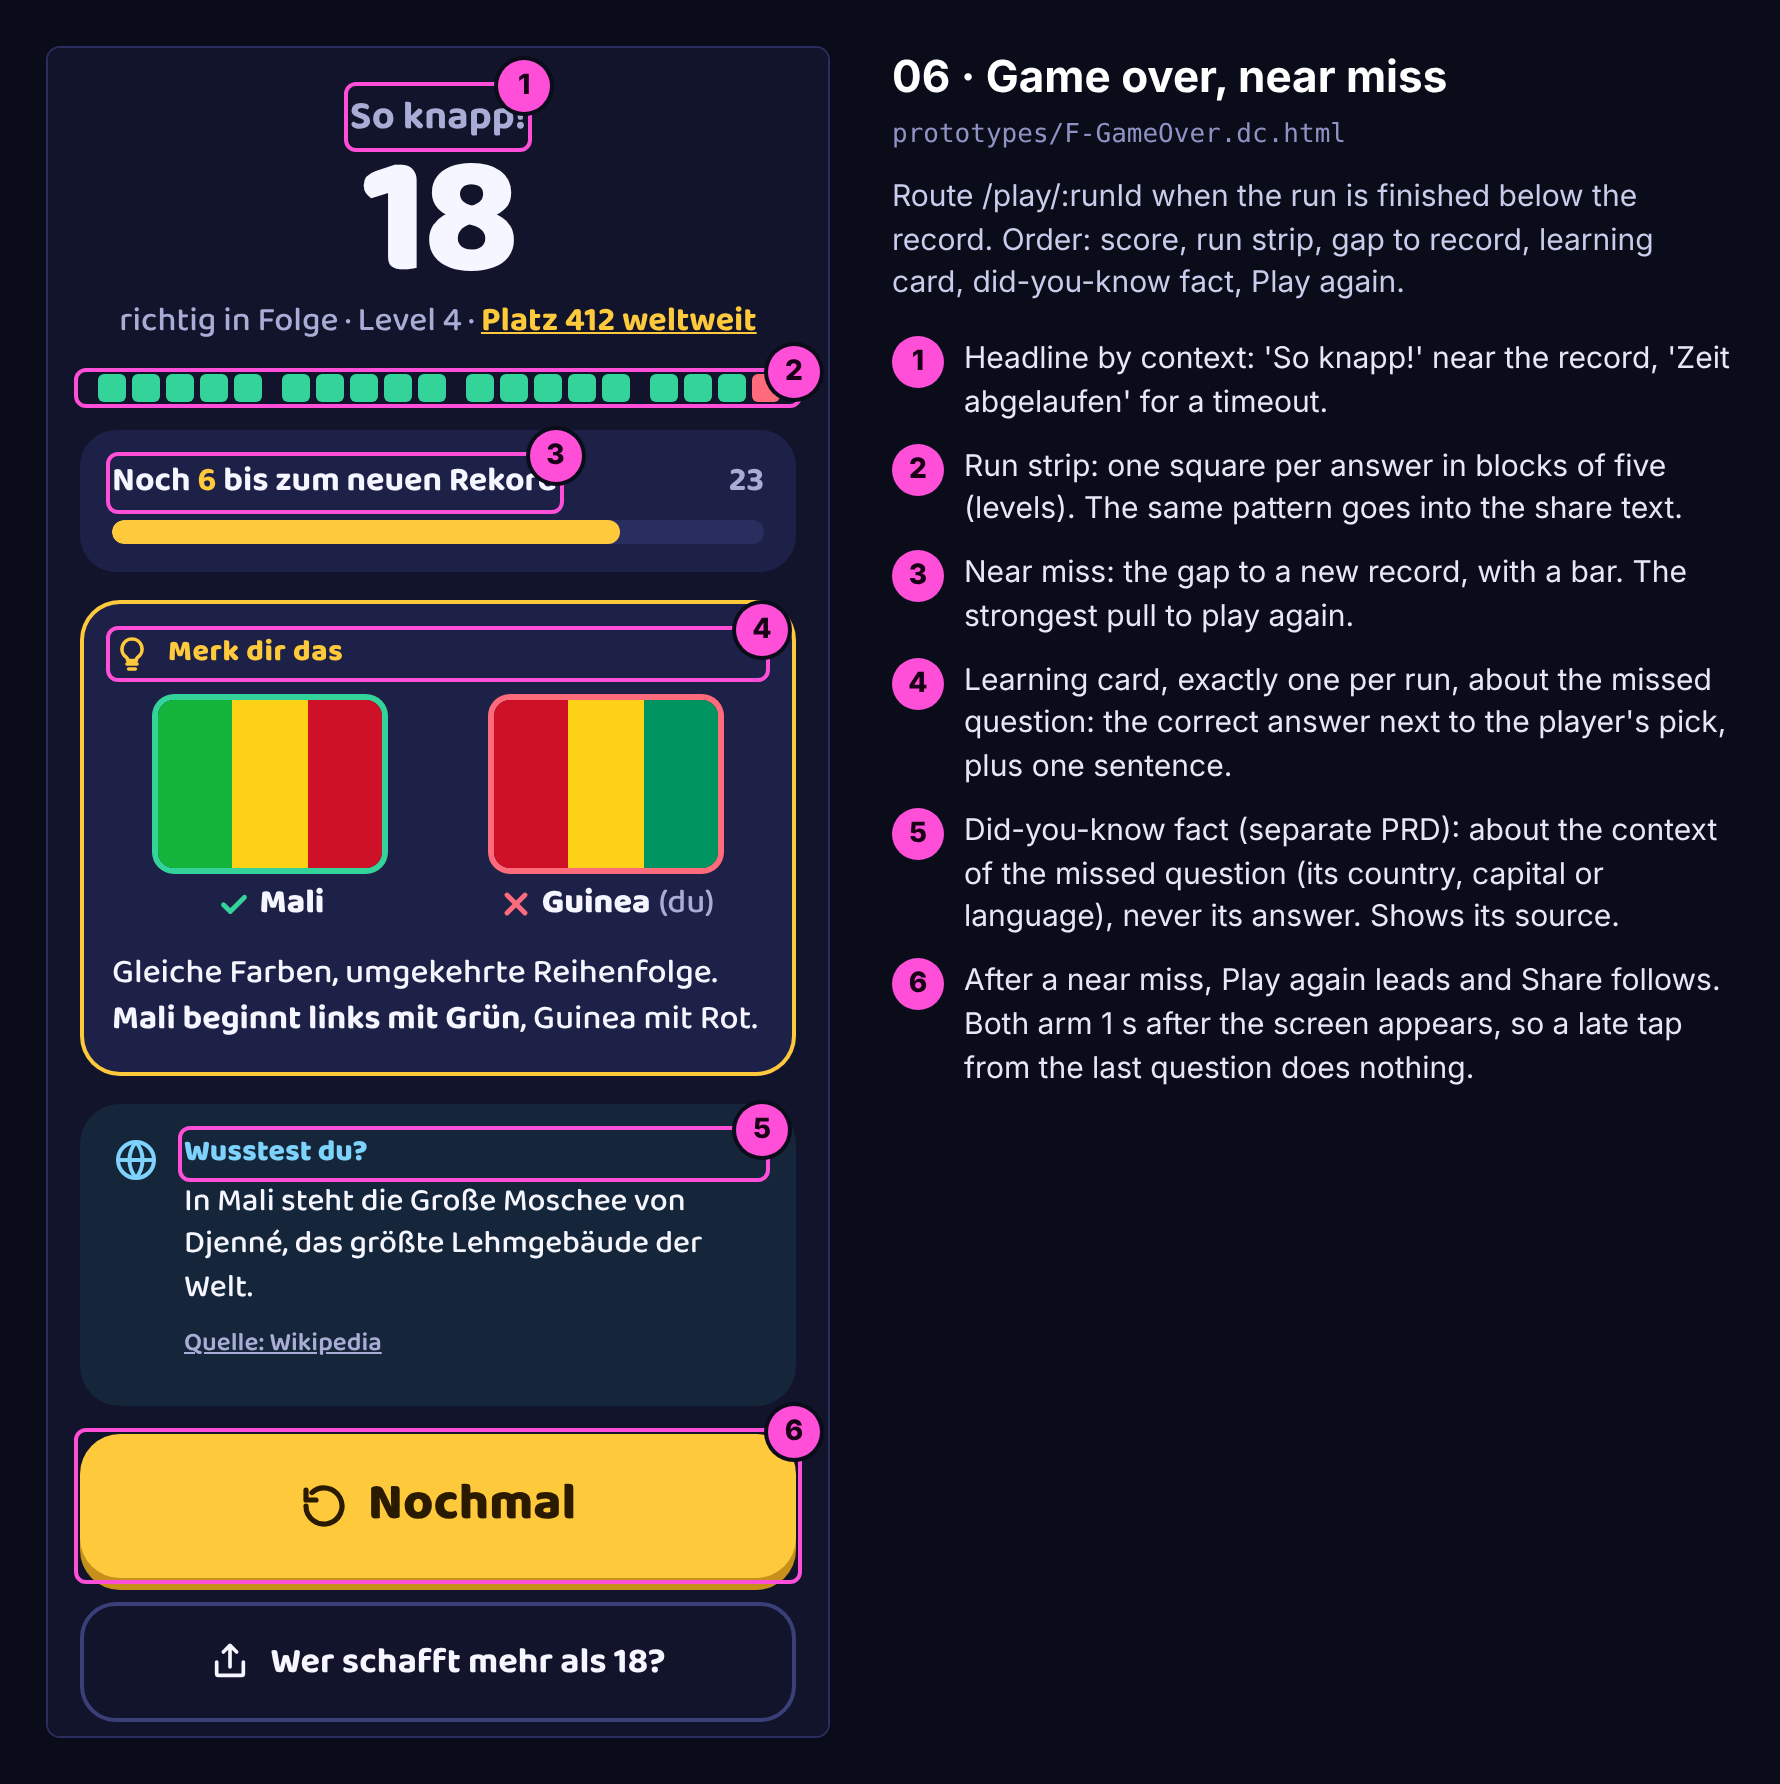 So knapp!
1
18
richtig in Folge · Level 4 · Platz 412 weltweit
2
Noch 6 bis zum neuen Rekord
3
23
Merk dir das
4
Mali
Guinea (du)
Gleiche Farben, umgekehrte Reihenfolge.
Mali beginnt links mit Grün, Guinea mit Rot.
Wusstest du?
5
In Mali steht die Große Moschee von
Djenné, das größte Lehmgebäude der
Welt.
Quelle: Wikipedia
6
Nochmal
Wer schafft mehr als 18?
06 · Game over, near miss
prototypes/F-GameOver.dc.html
Route /play/:runId when the run is finished below the
record. Order: score, run strip, gap to record, learning
card, did-you-know fact, Play again.
1 Headline by context: 'So knapp!' near the record, 'Zeit
abgelaufen' for a timeout.
2 Run strip: one square per answer in blocks of five
(levels). The same pattern goes into the share text.
3 Near miss: the gap to a new record, with a bar. The
strongest pull to play again.
4 Learning card, exactly one per run, about the missed
question: the correct answer next to the player's pick,
plus one sentence.
5 Did-you-know fact (separate PRD): about the context
of the missed question (its country, capital or
language), never its answer. Shows its source.
6 After a near miss, Play again leads and Share follows.
Both arm 1 s after the screen appears, so a late tap
from the last question does nothing.